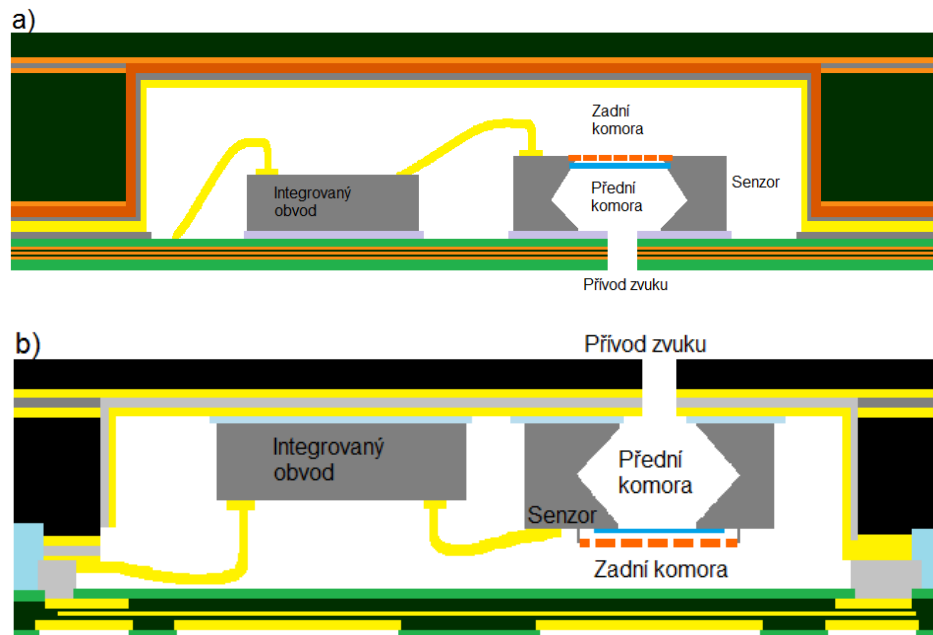 a)
Zadní
komora
Integrovaný
obvod
Přední
komora
Senzor
Přívod zvuku
b)
Přívod zvuku
Integrovaný
obvod
Přední
komora
Senzor
Zadní komora